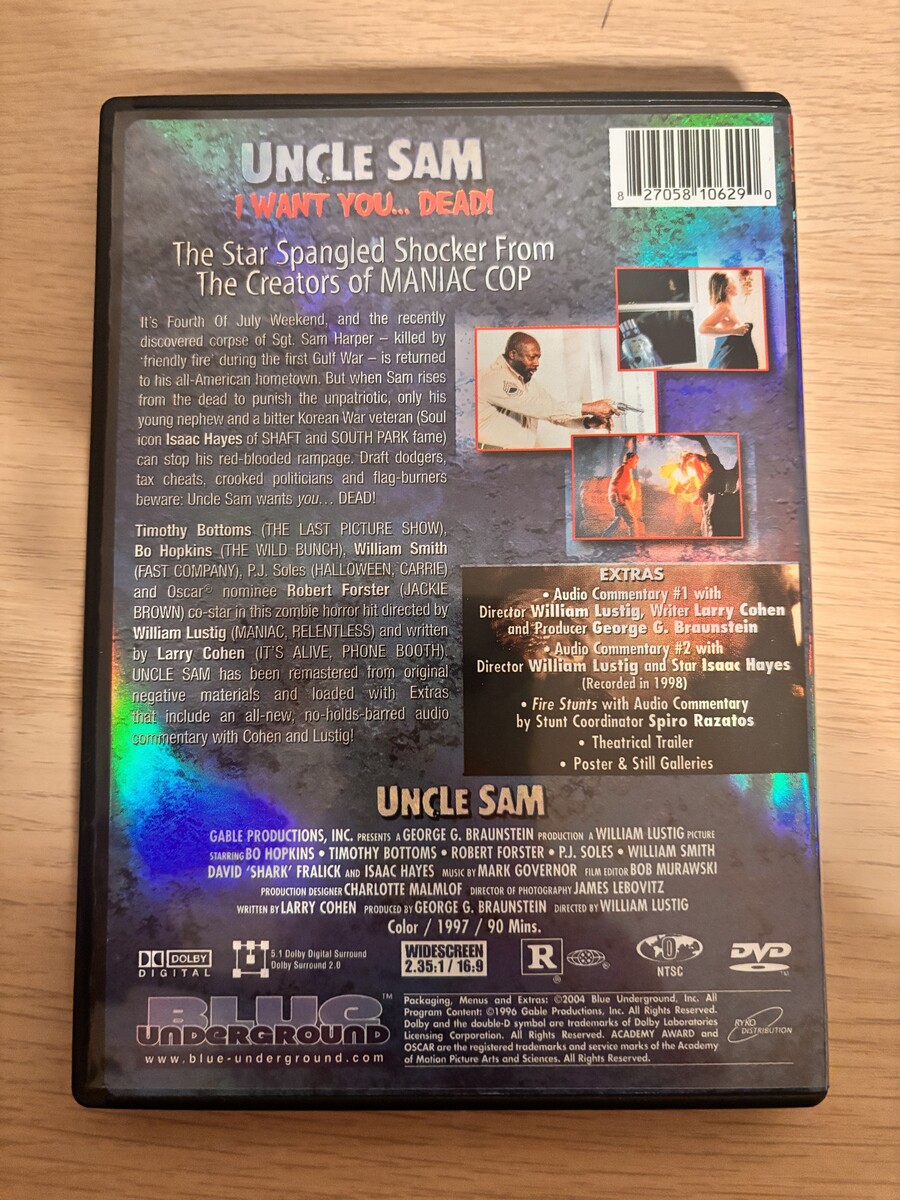 UNCLE SAM
I WANT YOU... DEAD!
8 27058 10629 0
The Star Spangled Shocker From
The Creators of MANIAC COP
It's Fourth Of July Weekend, and the recently
discovered corpse of Sgt. Sam Harper – killed by
'friendly fire' during the first Gulf War – is returned
to his all-American hometown. But when Sam rises
from the dead to punish the unpatriotic, only his
young nephew and a bitter Korean War veteran (Soul
icon Isaac Hayes of SHAFT and SOUTH PARK fame)
can stop his red-blooded rampage. Draft dodgers,
tax cheats, crooked politicians and flag-burners
beware: Uncle Sam wants you... DEAD!
Timothy Bottoms (THE LAST PICTURE SHOW),
Bo Hopkins (THE WILD BUNCH), William Smith
(FAST COMPANY), P.J. Soles (HALLOWEEN, CARRIE)
and Oscar® nominee Robert Forster (JACKIE
BROWN) co-star in this zombie horror hit directed by
William Lustig (MANIAC, RELENTLESS) and written
by Larry Cohen (IT'S ALIVE, PHONE BOOTH).
UNCLE SAM has been remastered from original
negative materials and loaded with Extras
that include an all-new, no-holds-barred audio
commentary with Cohen and Lustig!
EXTRAS
• Audio Commentary #1 with
Director William Lustig, Writer Larry Cohen
and Producer George G. Braunstein
• Audio Commentary #2 with
Director William Lustig and Star Isaac Hayes
(Recorded in 1998)
• Fire Stunts with Audio Commentary
by Stunt Coordinator Spiro Razatos
• Theatrical Trailer
• Poster & Still Galleries
UNCLE SAM
GABLE PRODUCTIONS, INC. PRESENTS A GEORGE G. BRAUNSTEIN PRODUCTION A WILLIAM LUSTIG PICTURE
STARRING BO HOPKINS • TIMOTHY BOTTOMS • ROBERT FORSTER • P.J. SOLES • WILLIAM SMITH
DAVID 'SHARK' FRALICK AND ISAAC HAYES MUSIC BY MARK GOVERNOR FILM EDITOR BOB MURAWSKI
PRODUCTION DESIGNER CHARLOTTE MALMLOF DIRECTOR OF PHOTOGRAPHY JAMES LEBOVITZ
WRITTEN BY LARRY COHEN PRODUCED BY GEORGE G. BRAUNSTEIN DIRECTED BY WILLIAM LUSTIG
Color / 1997 / 90 Mins.
DOLBY
DIGITAL
5.1 Dolby Digital Surround
Dolby Surround 2.0
WIDESCREEN
2.35:1 / 16:9
R ®
0
NTSC
DVD™
BLUE™
UNDERGROUND
www.blue-underground.com
Packaging, Menus and Extras: ©2004 Blue Underground, Inc. All
Program Content: ©1996 Gable Productions, Inc. All Rights Reserved.
Dolby and the double-D symbol are trademarks of Dolby Laboratories
Licensing Corporation. All Rights Reserved. ACADEMY AWARD and
OSCAR are the registered trademarks and service marks of the Academy
of Motion Picture Arts and Sciences. All Rights Reserved.
RYKO
DISTRIBUTION